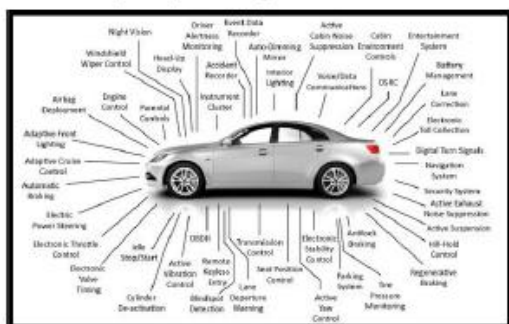 Night Vision
Driver
Alertness
Monitoring
Event Data
Recorder
Active
Cabin Noise
Suppression
Cabin
Environment
Controls
Entertainment
System
Windshield
Wiper Control
Head-Up
Display
Accident
Recorder
Auto-Dimming
Mirror
Interior
Lighting
Voice/Data
Communications
DSRC
Battery
Management
Airbag
Deployment
Engine
Control
Parental
Controls
Instrument
Cluster
Lane
Correction
Electronic
Toll Collection
Adaptive Front
Lighting
Digital Turn Signals
Adaptive Cruise
Control
Navigation
System
Automatic
Braking
Security System
Electric
Power Steering
Active Exhaust
Noise Suppression
Active Suspension
Electronic Throttle
Control
Hill-Hold
Control
Electronic
Valve
Timing
Idle
Stop/Start
OBDII
Transmission
Control
Electronic
Stability
Control
Antilock
Braking
Regenerative
Braking
Cylinder
De-activation
Active
Vibration
Control
Remote
Keyless
Entry
Seat Position
Control
Parking
System
Tire
Pressure
Monitoring
Blindspot
Detection
Lane
Departure
Warning
Active
Yaw
Control